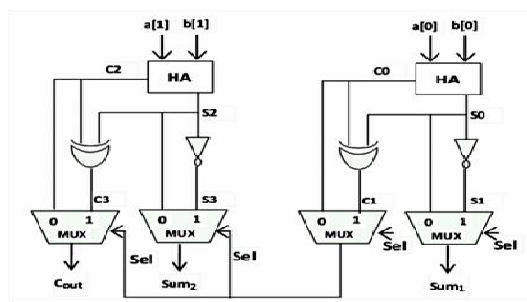 a[1] b[1]
a[0] b[0]
C2
HA
C0
HA
S2
S0
C3
S3
C1
S1
0 1
MUX
0 1
MUX
0 1
MUX
0 1
MUX
Sel
Sel
Sel
Sel
Cout
Sum2
Sum1